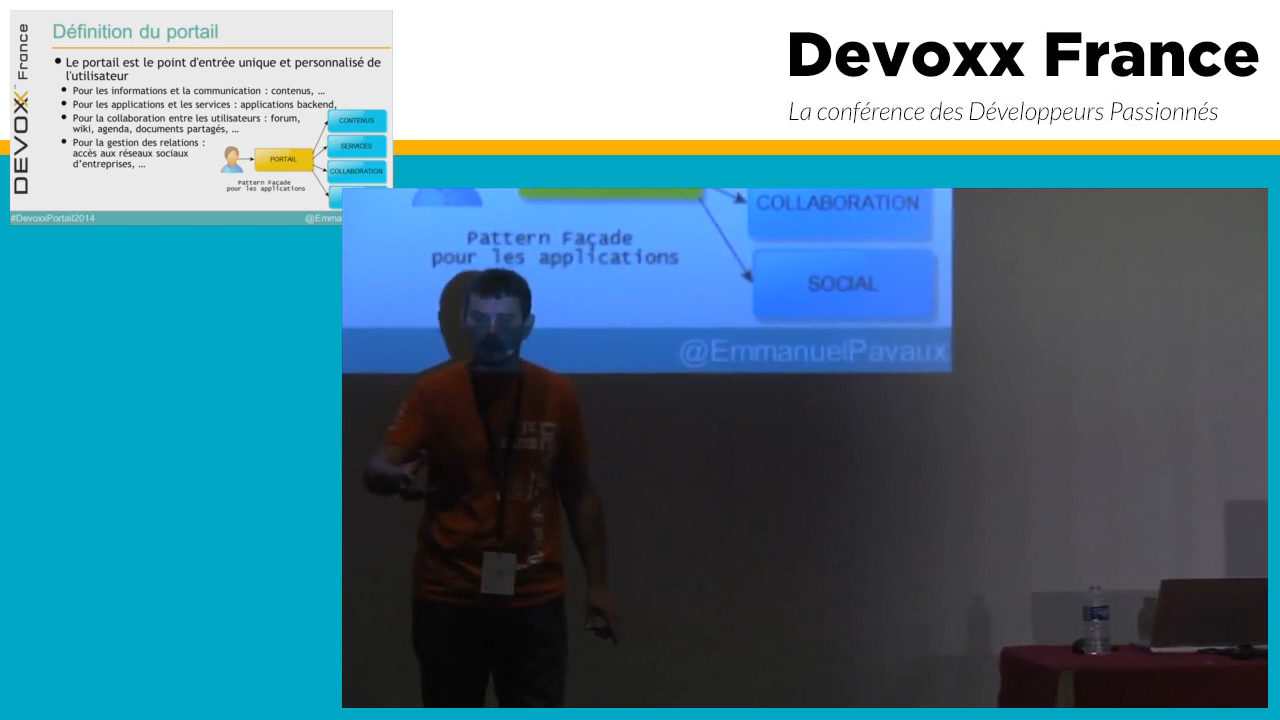 Définition du portail
DEVOXX France
Le portail est le point d'entrée unique et personnalisé de
l'utilisateur
Pour les informations et la communication : contenus, ...
Pour les applications et les services : applications backend,
Pour la collaboration entre les utilisateurs : forum,
wiki, agenda, documents partagés, ...
Pour la gestion des relations :
accès aux réseaux sociaux
d'entreprises, ...
CONTENUS
SERVICES
PORTAIL
COLLABORATION
Pattern Façade
pour les applications
#DevoxxPortail2014
@Emma
Devoxx France
La conférence des Développeurs Passionnés
COLLABORATION
Pattern Façade
pour les applications
SOCIAL
@EmmanuelPavaux